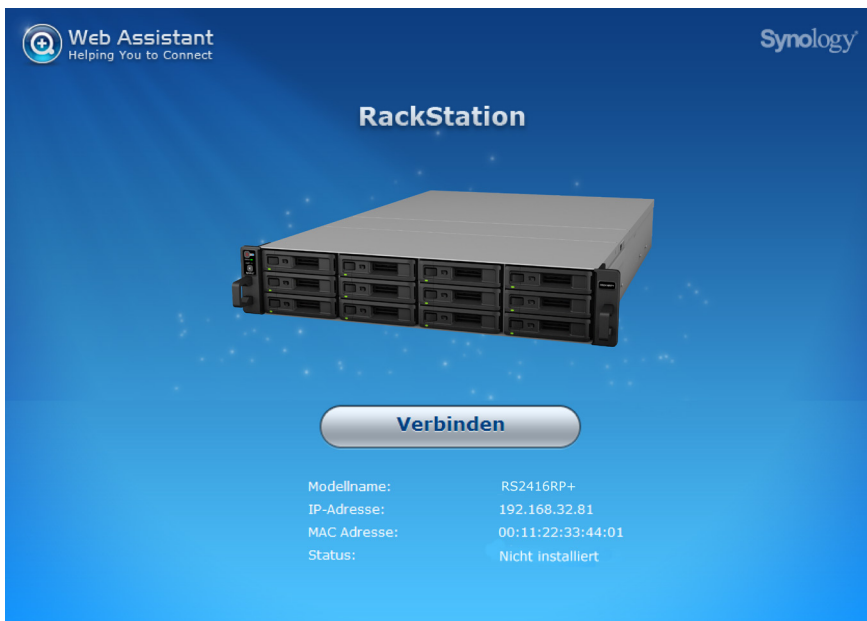 Web Assistant
Helping You to Connect
Synology
RackStation
Verbinden
Modellname: RS2416RP+
IP-Adresse: 192.168.32.81
MAC Adresse: 00:11:22:33:44:01
Status: Nicht installiert